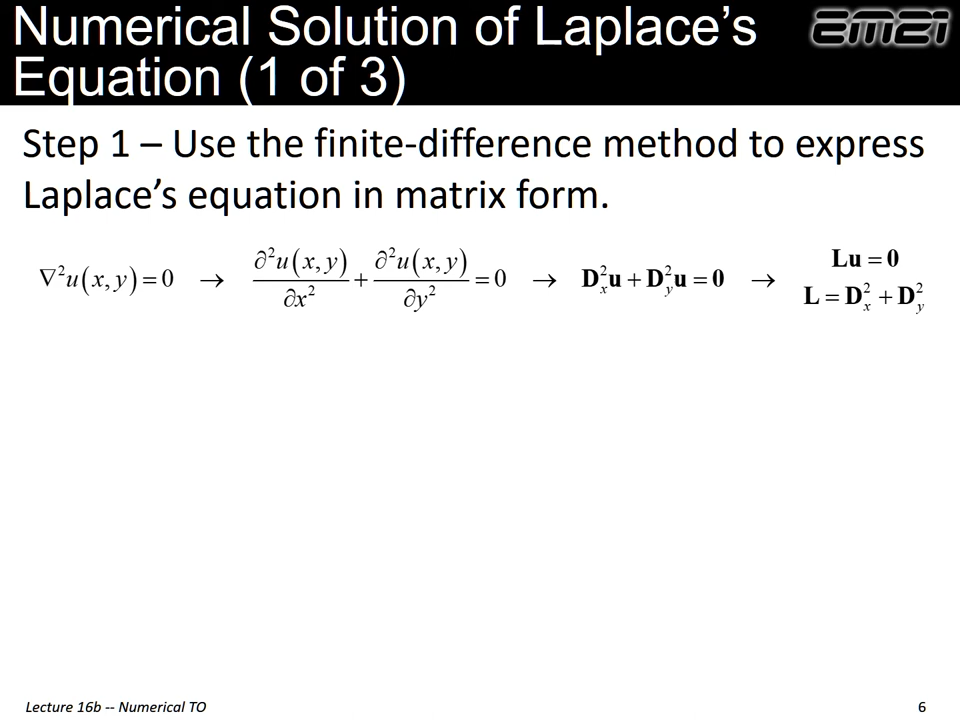 Numerical Solution of Laplace's
Equation (1 of 3)
EM21
Step 1 – Use the finite-difference method to express
Laplace's equation in matrix form.
∇²u(x, y) = 0 → ∂²u(x, y)/∂x² + ∂²u(x, y)/∂y² = 0 → D²ₓu + D²ᵧu = 0 → Lu = 0
L = D²ₓ + D²ᵧ
Lecture 16b -- Numerical TO 6